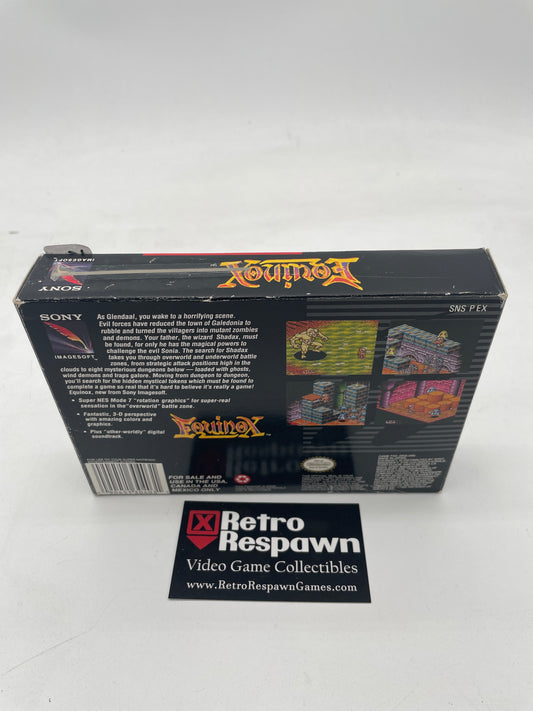 EquinoX
IMAGESOFT
SONY
SNS P EX
SONY
IMAGESOFT
As Glendaal, you wake to a horrifying scene.
Evil forces have reduced the town of Galedonia to
rubble and turned the villagers into mutant zombies
and demons. Your father, the wizard Shadax, must
be found, for only he has the magical powers to
challenge the evil Sonia. The search for Shadax
takes you through overworld and underworld battle
zones, from strategic attack positions high in the
clouds to eight mysterious dungeons below — loaded with ghosts,
wind demons and traps galore. Moving from dungeon to dungeon,
you'll search for the hidden mystical tokens which must be found to
complete a game so real that it's hard to believe it's really a game!
Equinox, new from Sony Imagesoft.
• Super NES Mode 7 "rotation graphics" for super-real
sensation in the "overworld" battle zone.
• Fantastic, 3-D perspective
with amazing colors and
graphics.
• Plus "other-worldly" digital
soundtrack.
EquinoX
FOR SALE AND
USE IN THE USA,
CANADA AND
MEXICO ONLY
Retro
Respawn
Video Game Collectibles
www.RetroRespawnGames.com